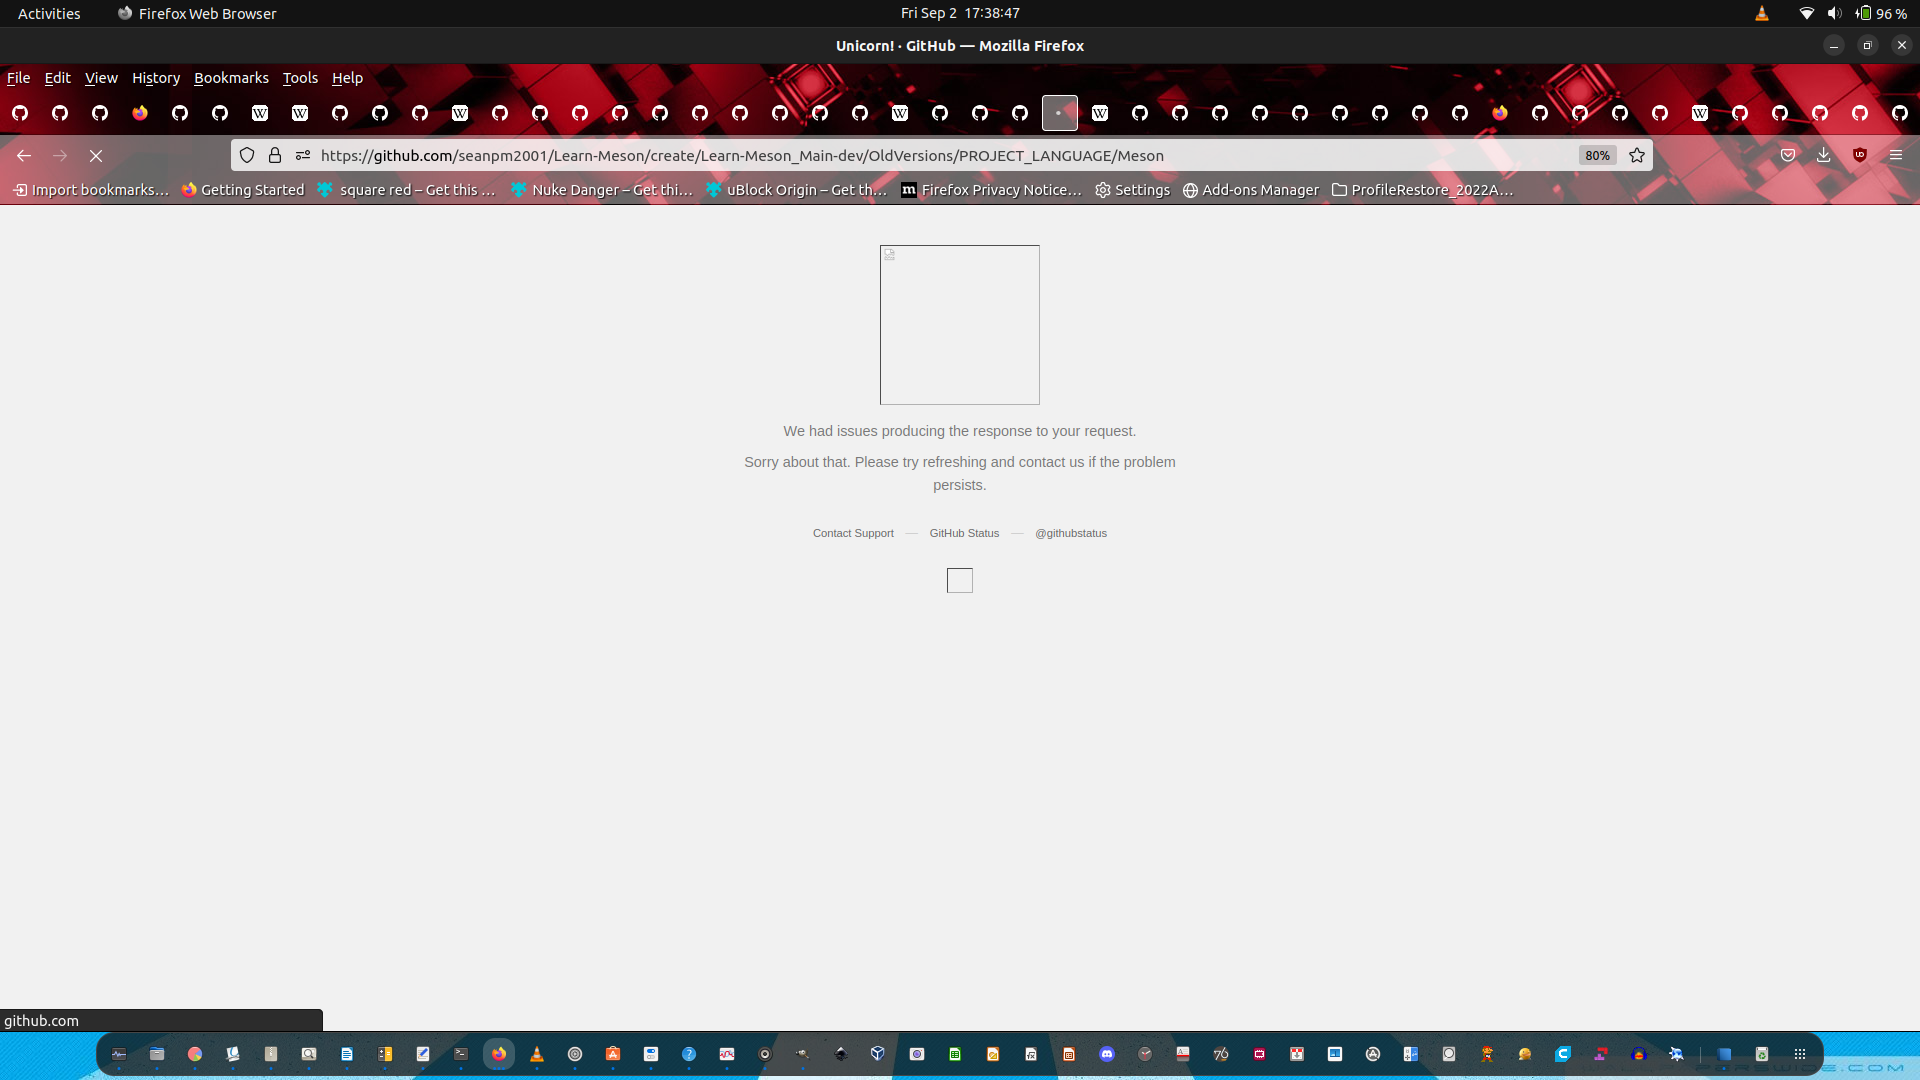 Activities Firefox Web Browser Fri Sep 2 17:38:47 96 %
Unicorn! · GitHub — Mozilla Firefox
File Edit View History Bookmarks Tools Help
https://github.com/seanpm2001/Learn-Meson/create/Learn-Meson_Main-dev/OldVersions/PROJECT_LANGUAGE/Meson 80%
Import bookmarks… Getting Started square red – Get this … Nuke Danger – Get thi… uBlock Origin – Get th… m Firefox Privacy Notice… Settings Add-ons Manager ProfileRestore_2022A…
We had issues producing the response to your request.
Sorry about that. Please try refreshing and contact us if the problem
persists.
Contact Support — GitHub Status — @githubstatus
github.com